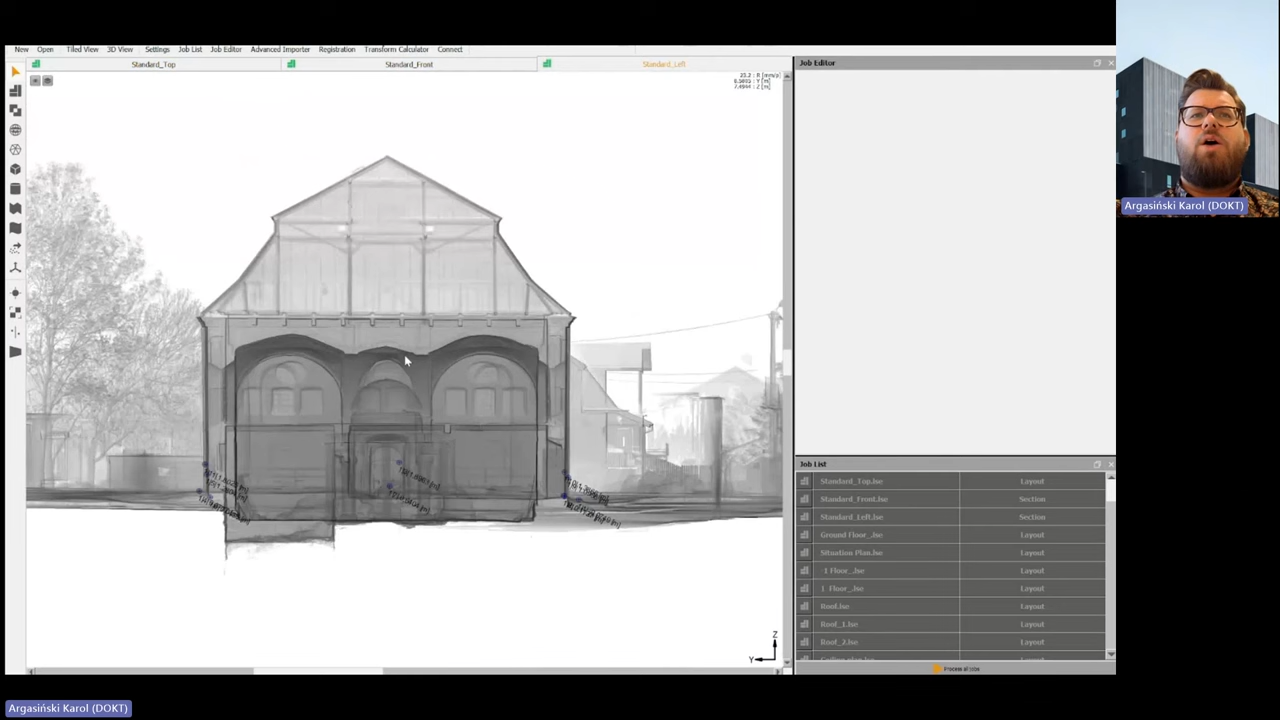 New Open Tiled View 3D View Settings Job List Job Editor Advanced Importer Registration Transform Calculator Connect
Standard_Top Standard_Front Standard_Left
Job Editor
Argasiński Karol (DOKT)
Job List
Standard_Top.lse Layout
Standard_Front.lse Section
Standard_Left.lse Section
Ground Floor_.lse Layout
Situation Plan.lse Layout
-1 Floor_.lse Layout
1 Floor_.lse Layout
Roof.lse Layout
Roof_1.lse Layout
Roof_2.lse Layout
Z
Y
Process all jobs
Argasiński Karol (DOKT)